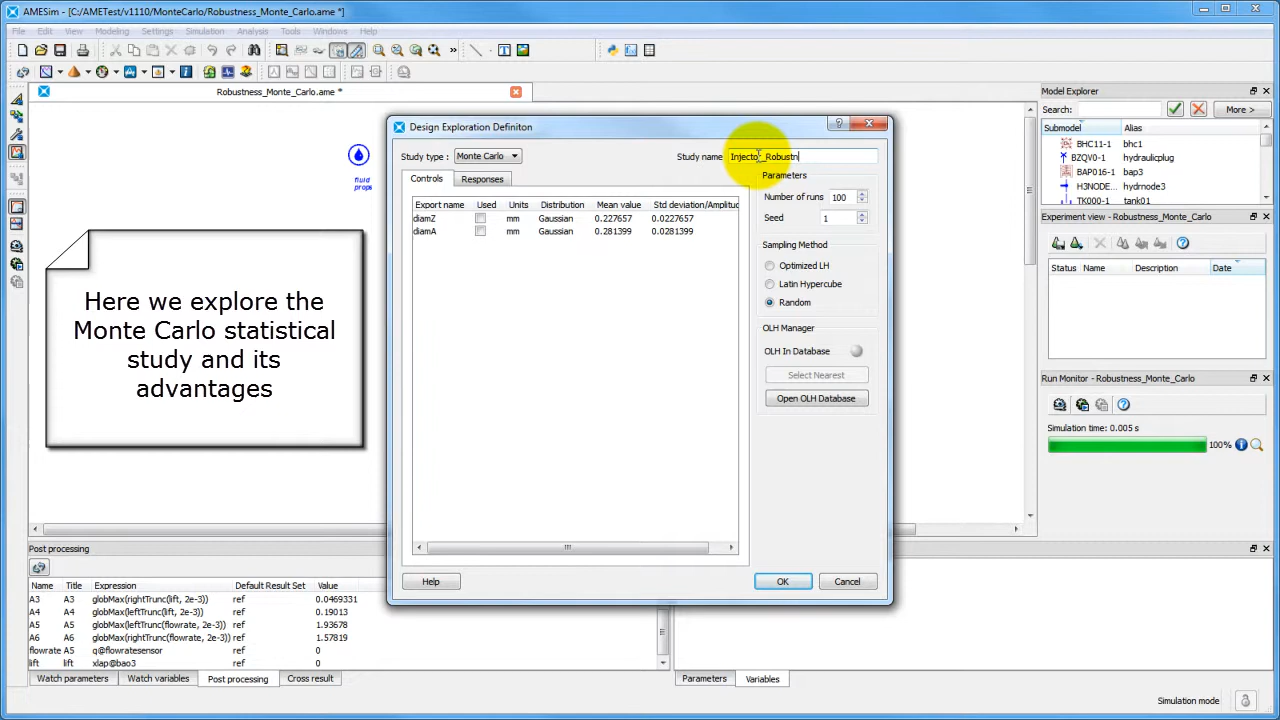 AMESim - [C:/AMETest/v1110/MonteCarlo/Robustness_Monte_Carlo.ame *]
File Edit View Modeling Settings Simulation Analysis Tools Windows Help
Robustness_Monte_Carlo.ame *
fluid
props
Here we explore the
Monte Carlo statistical
study and its
advantages
Design Exploration Definiton
Study type : Monte Carlo
Study name
Controls Responses
Export name Used Units Distribution Mean value Std deviation/Amplitud
diamZ mm Gaussian 0.227657 0.0227657
diamA mm Gaussian 0.281399 0.0281399
Parameters
Number of runs 100
Seed 1
Sampling Method
Optimized LH
Latin Hypercube
Random
OLH Manager
OLH In Database
Select Nearest
Open OLH Database
Help OK Cancel
Model Explorer
Search: More >
Submodel Alias
BHC11-1 bhc1
BZQV0-1 hydraulicplug
BAP016-1 bap3
H3NODE... hydrnode3
TK000-1 tank01
Experiment view - Robustness_Monte_Carlo
Status Name Description Date
Run Monitor - Robustness_Monte_Carlo
Simulation time: 0.005 s
100%
Post processing
Name Title Expression Default Result Set Value
A3 A3 globMax(rightTrunc(lift, 2e-3)) ref 0.0469331
A4 A4 globMax(leftTrunc(lift, 2e-3)) ref 0.19013
A5 A5 globMax(leftTrunc(flowrate, 2e-3)) ref 1.93678
A6 A6 globMax(rightTrunc(flowrate, 2e-3)) ref 1.57819
flowrate A5 q@flowratesensor ref 0
lift lift xlap@bao3 ref 0
Watch parameters Watch variables Post processing Cross result
Parameters Variables
Simulation mode